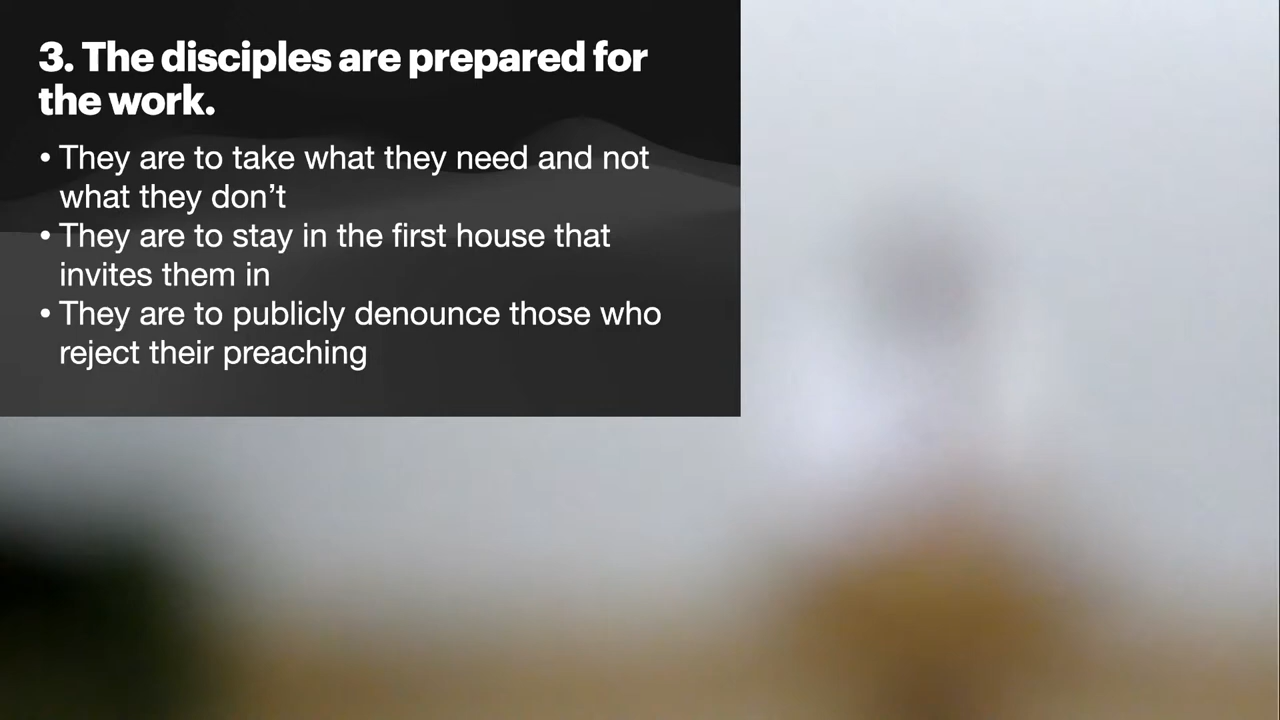 3. The disciples are prepared for
the work.
• They are to take what they need and not
what they don’t
• They are to stay in the first house that
invites them in
• They are to publicly denounce those who
reject their preaching